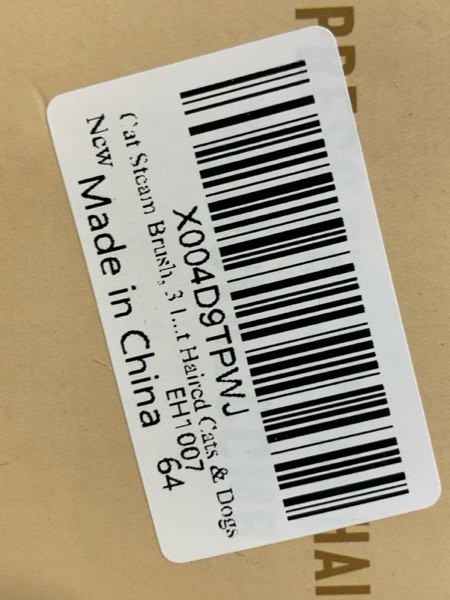 X004D9TPWJ
Cat Steam Brush, 3 I...t Haired Cats & Dogs
New
EH1007
Made in China
64